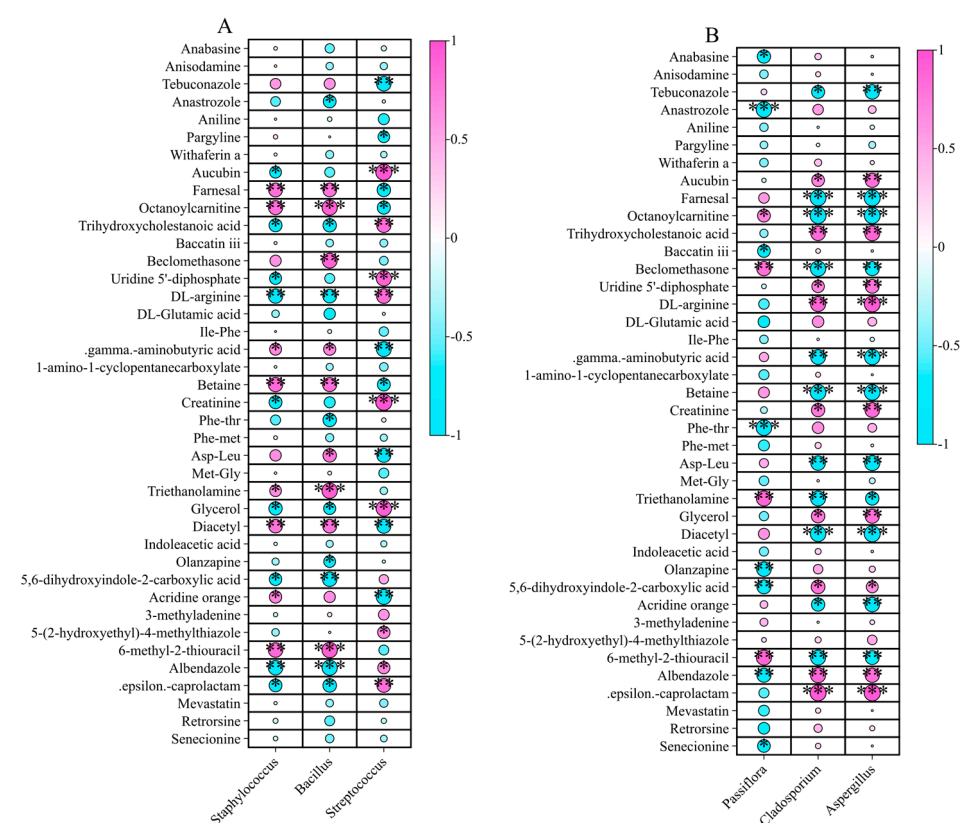 A
Anabasine
Anisodamine
Tebuconazole
Anastrozole
Aniline
Pargyline
Withaferin a
Aucubin
Farnesal
Octanoylcarnitine
Trihydroxycholestanoic acid
Baccatin iii
Beclomethasone
Uridine 5'-diphosphate
DL-arginine
DL-Glutamic acid
Ile-Phe
.gamma.-aminobutyric acid
1-amino-1-cyclopentanecarboxylate
Betaine
Creatinine
Phe-thr
Phe-met
Asp-Leu
Met-Gly
Triethanolamine
Glycerol
Diacetyl
Indoleacetic acid
Olanzapine
5,6-dihydroxyindole-2-carboxylic acid
Acridine orange
3-methyladenine
5-(2-hydroxyethyl)-4-methylthiazole
6-methyl-2-thiouracil
Albendazole
.epsilon.-caprolactam
Mevastatin
Retrorsine
Senecionine
Staphylococcus
Bacillus
Streptococcus
1
0.5
0
-0.5
-1
B
Anabasine
Anisodamine
Tebuconazole
Anastrozole
Aniline
Pargyline
Withaferin a
Aucubin
Farnesal
Octanoylcarnitine
Trihydroxycholestanoic acid
Baccatin iii
Beclomethasone
Uridine 5'-diphosphate
DL-arginine
DL-Glutamic acid
Ile-Phe
.gamma.-aminobutyric acid
1-amino-1-cyclopentanecarboxylate
Betaine
Creatinine
Phe-thr
Phe-met
Asp-Leu
Met-Gly
Triethanolamine
Glycerol
Diacetyl
Indoleacetic acid
Olanzapine
5,6-dihydroxyindole-2-carboxylic acid
Acridine orange
3-methyladenine
5-(2-hydroxyethyl)-4-methylthiazole
6-methyl-2-thiouracil
Albendazole
.epsilon.-caprolactam
Mevastatin
Retrorsine
Senecionine
Passiflora
Cladosporium
Aspergillus
1
0.5
0
-0.5
-1